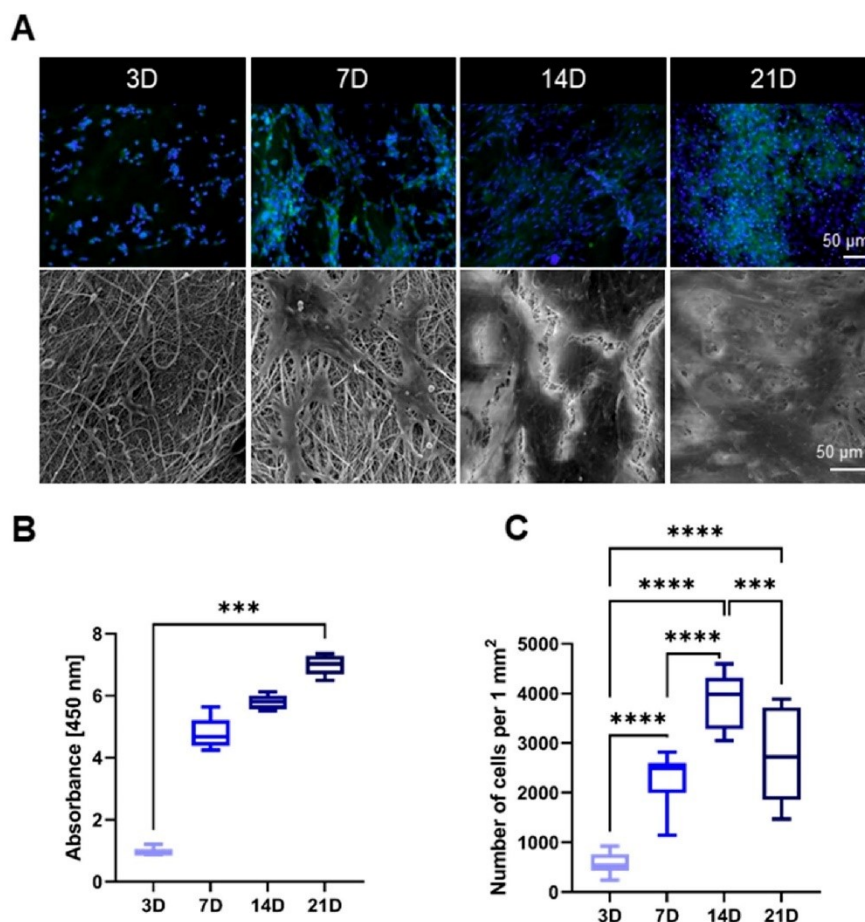 A
3D 7D 14D 21D
50 µm
50 µm
B
***
Absorbance [450 nm]
8
6
4
2
0
3D 7D 14D 21D
C
****
**** ***
****
****
Number of cells per 1 mm²
5000
4000
3000
2000
1000
0
3D 7D 14D 21D